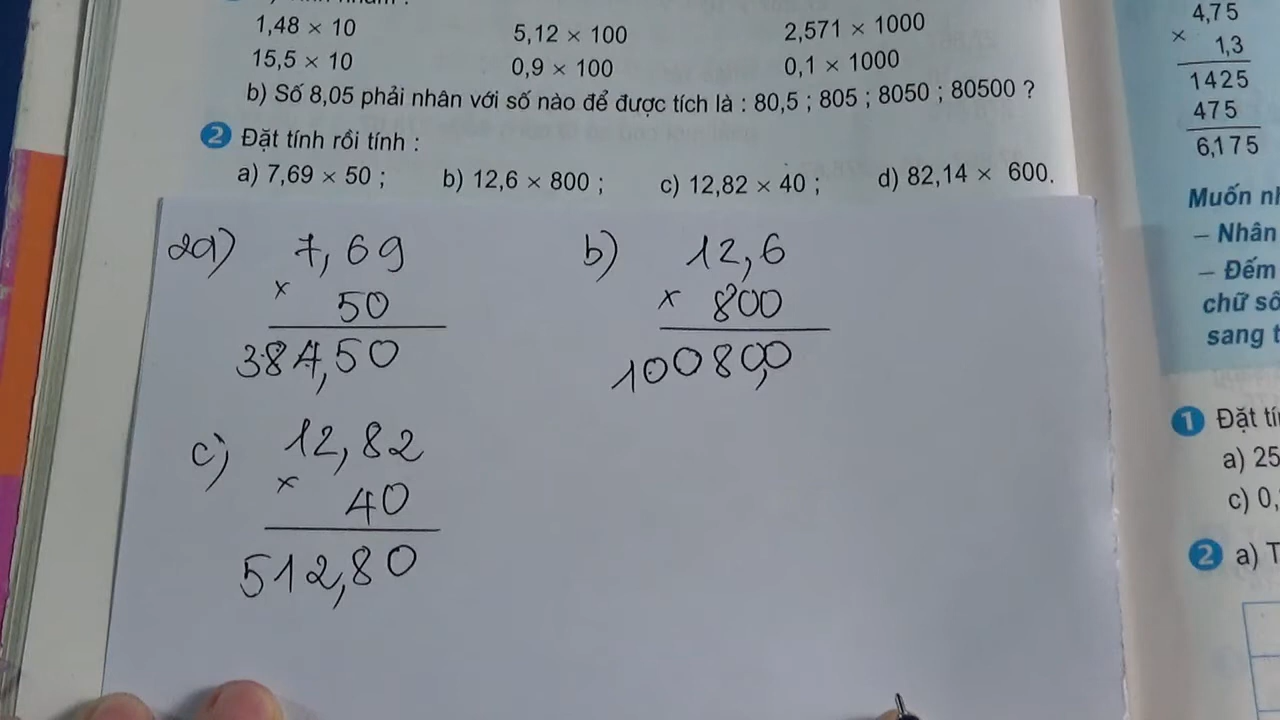 1,48 × 10 5,12 × 100 2,571 × 1000
15,5 × 10 0,9 × 100 0,1 × 1000
b) Số 8,05 phải nhân với số nào để được tích là : 80,5 ; 805 ; 8050 ; 80500 ?
2 Đặt tính rồi tính :
a) 7,69 × 50 ; b) 12,6 × 800 ; c) 12,82 × 40 ; d) 82,14 × 600.
2a) 7,69
× 50
384,50
b) 12,6
× 800
10080,0
c) 12,82
× 40
512,80
4,75
× 1,3
1425
475
6,175
Muốn
– Nhân
– Đếm
chữ số
sang
1 Đặt
a) 25
c) 0,
2 a)